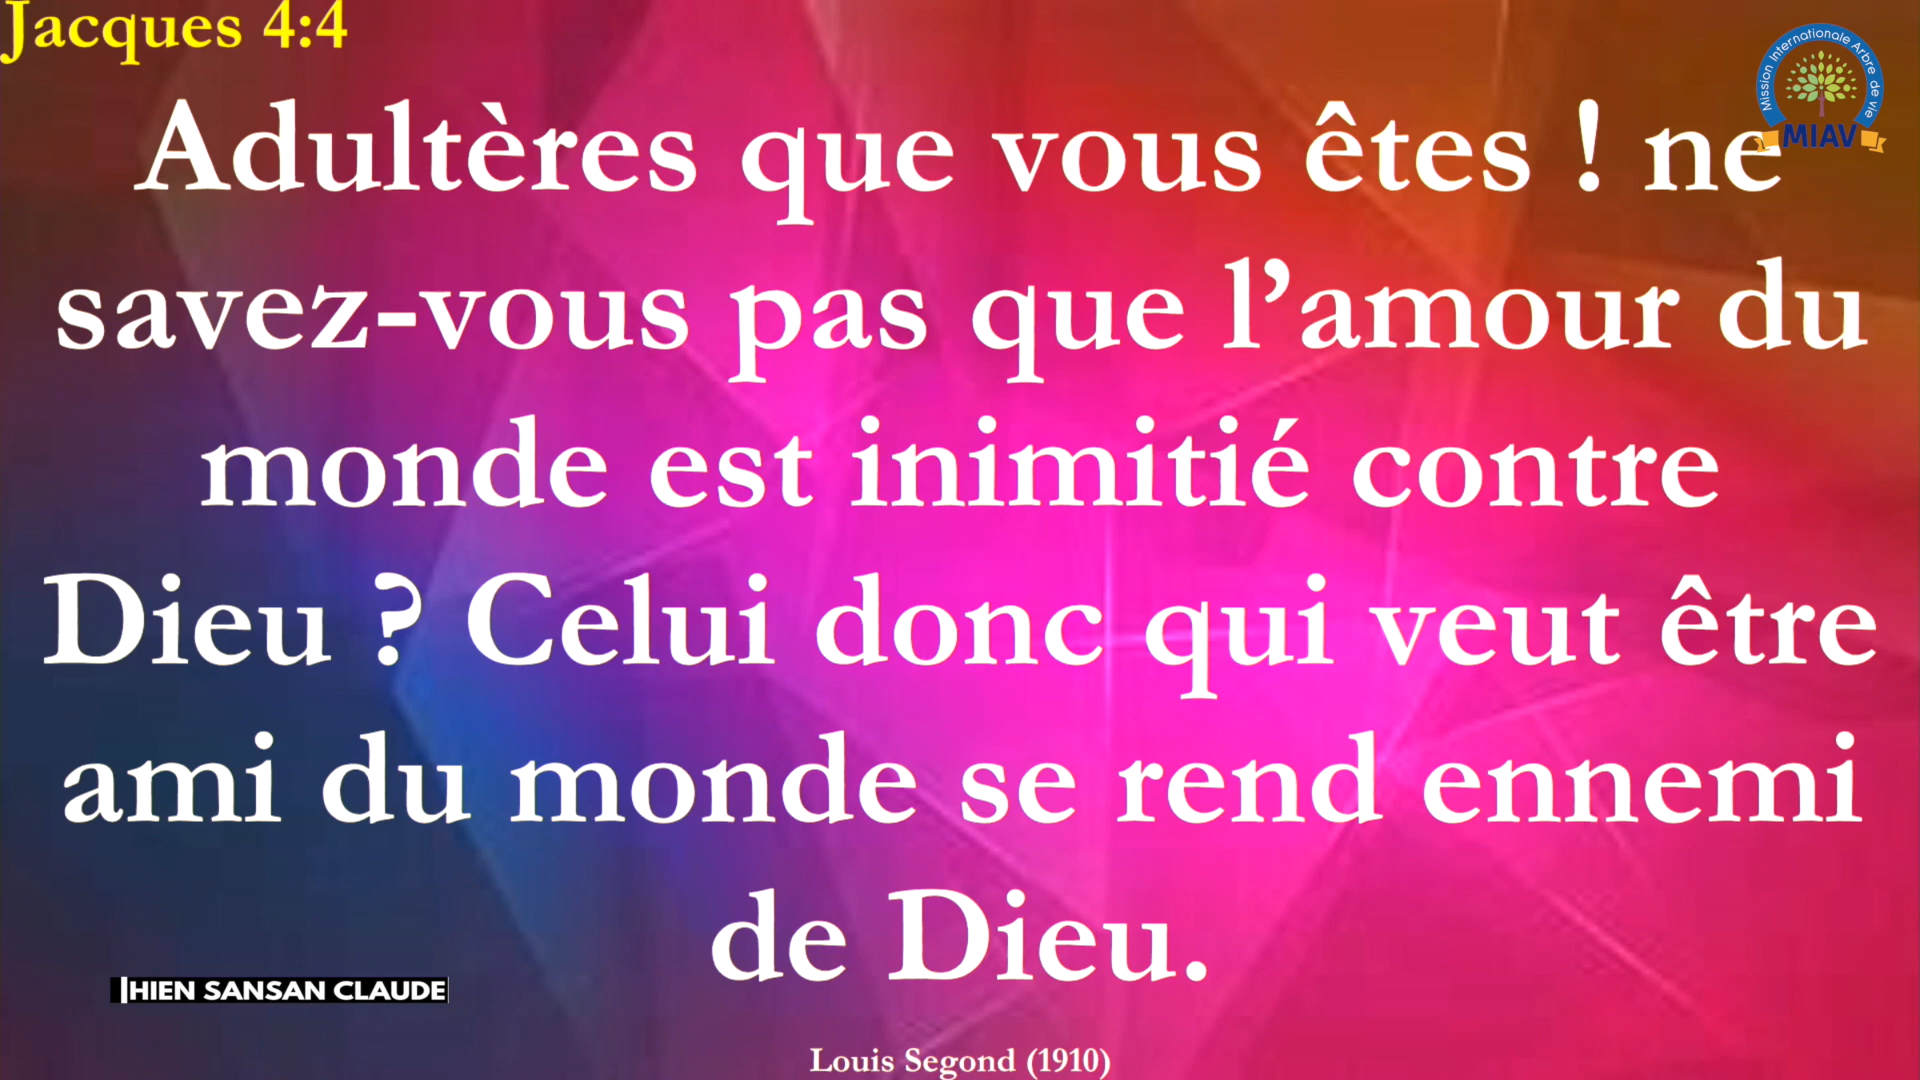 Jacques 4:4
Mission Internationale Arbre de vie
MIAV
Adultères que vous êtes ! ne
savez-vous pas que l’amour du
monde est inimitié contre
Dieu ? Celui donc qui veut être
ami du monde se rend ennemi
de Dieu.
HIEN SANSAN CLAUDE
Louis Segond (1910)